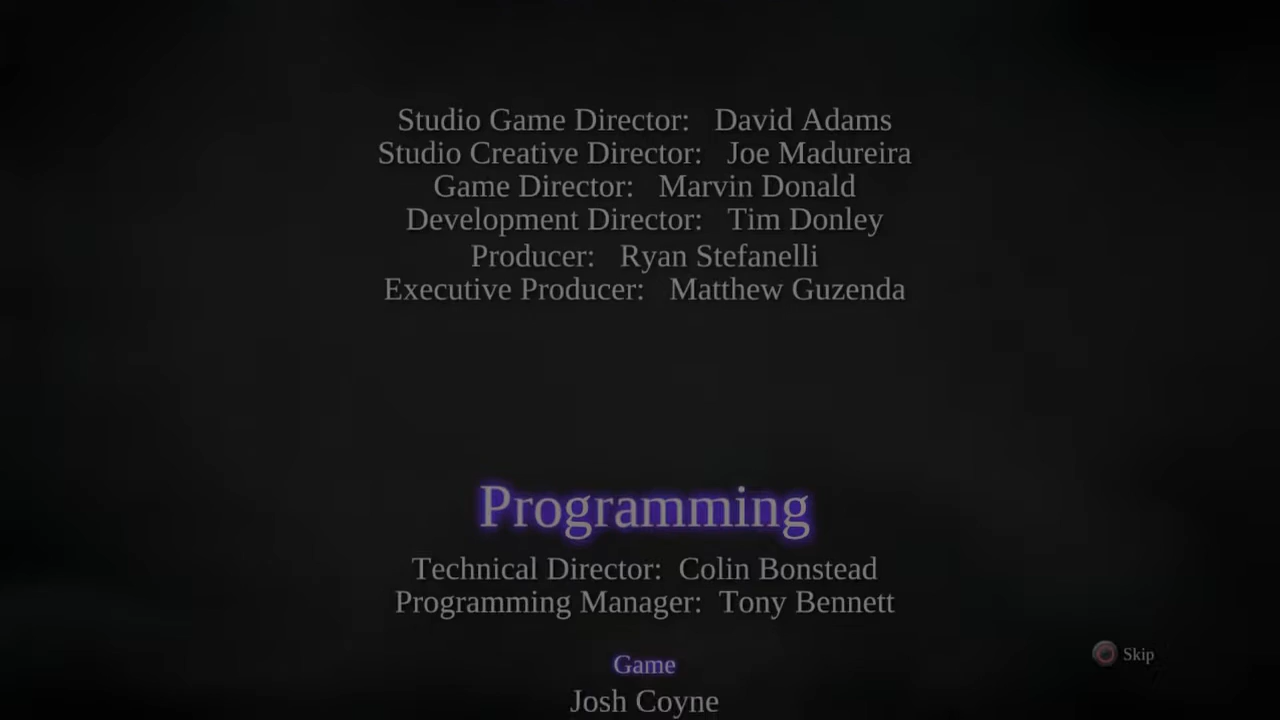 Studio Game Director: David Adams
Studio Creative Director: Joe Madureira
Game Director: Marvin Donald
Development Director: Tim Donley
Producer: Ryan Stefanelli
Executive Producer: Matthew Guzenda
Programming
Technical Director: Colin Bonstead
Programming Manager: Tony Bennett
Skip
Game
Josh Coyne